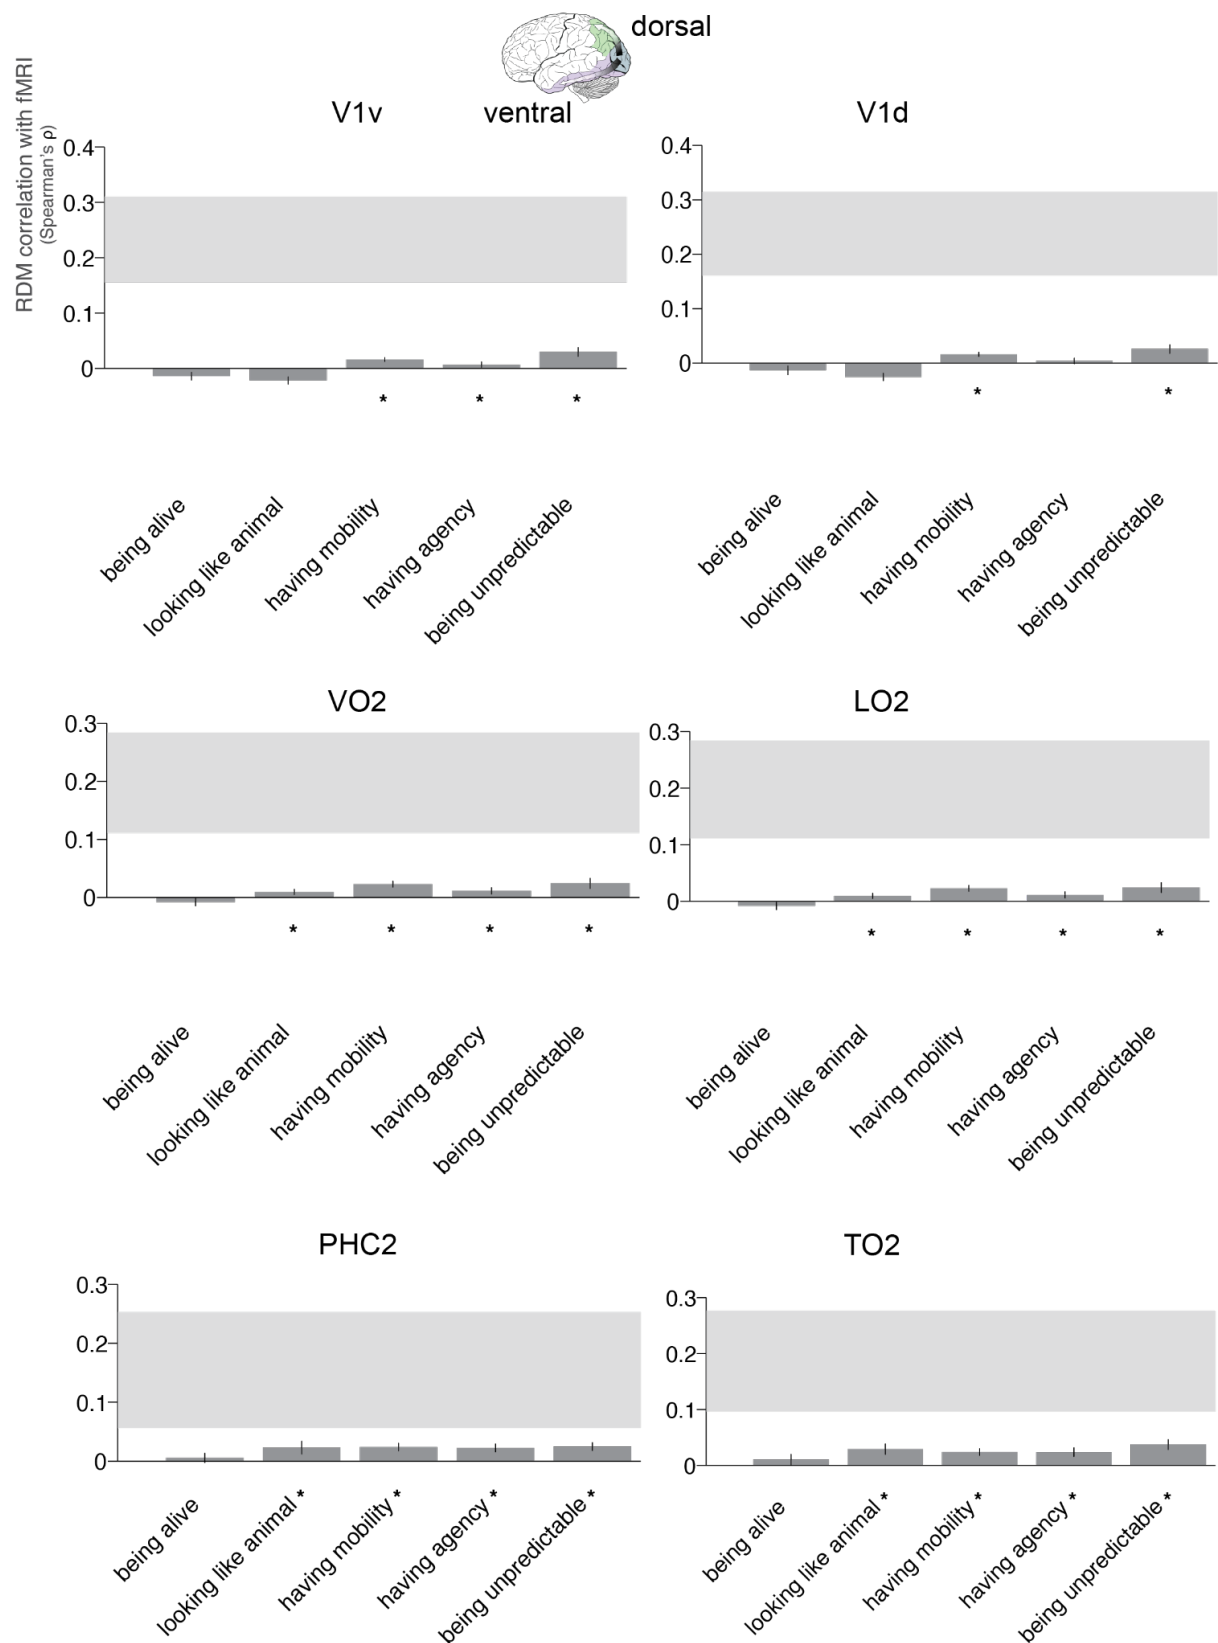 dorsal
V1v
ventral
V1d
RDM correlation with fMRI
(Spearman's ρ)
0.4
0.3
0.2
0.1
0
* * *
being alive
looking like animal
having mobility
having agency
being unpredictable
0.4
0.3
0.2
0.1
0
* *
being alive
looking like animal
having mobility
having agency
being unpredictable
VO2
0.3
0.2
0.1
0
* * * *
being alive
looking like animal
having mobility
having agency
being unpredictable
LO2
0.3
0.2
0.1
0
* * * *
being alive
looking like animal
having mobility
having agency
being unpredictable
PHC2
0.3
0.2
0.1
0
being alive
looking like animal *
having mobility *
having agency *
being unpredictable *
TO2
0.3
0.2
0.1
0
being alive
looking like animal *
having mobility *
having agency *
being unpredictable *